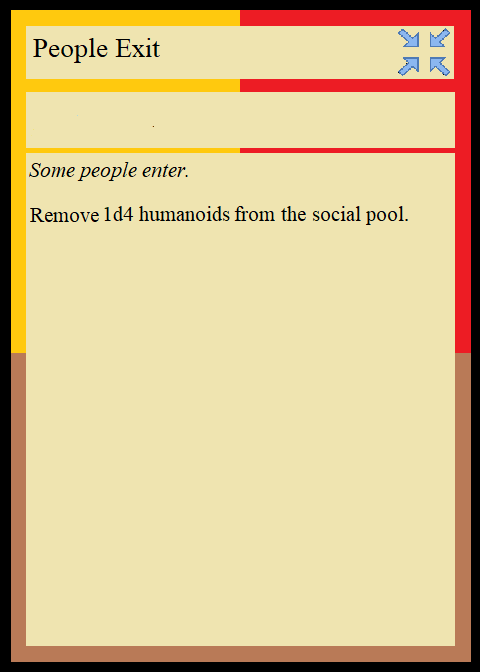 People Exit
Some people enter.
Remove 1d4 humanoids from the social pool.